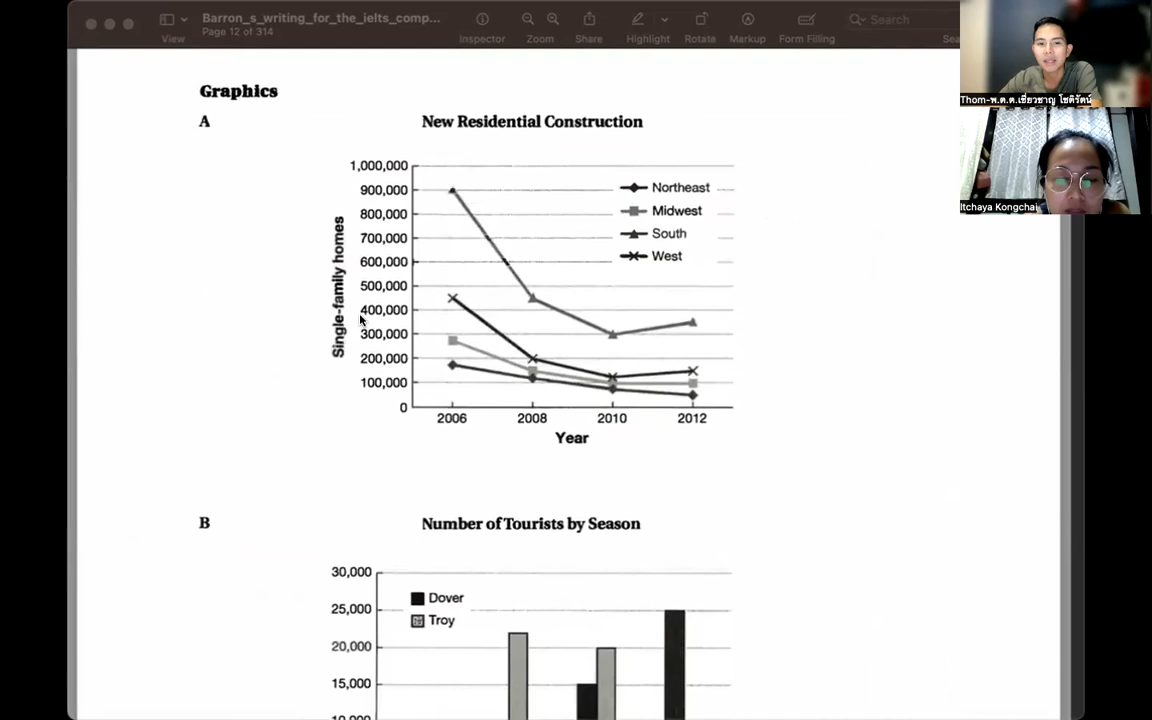 Barron_s_writing_for_the_ielts_comp...
Page 12 of 314
View
Inspector
Zoom
Share
Highlight
Rotate
Markup
Form Filling
Search
Sea
Thom-พ.ต.ต.เชี่ยวชาญ โชติรัตน์
Itchaya Kongchai
Graphics
A
New Residential Construction
Single-family homes
1,000,000
900,000
800,000
700,000
600,000
500,000
400,000
300,000
200,000
100,000
0
Northeast
Midwest
South
West
2006 2008 2010 2012
Year
B
Number of Tourists by Season
30,000
25,000
20,000
15,000
10,000
Dover
Troy